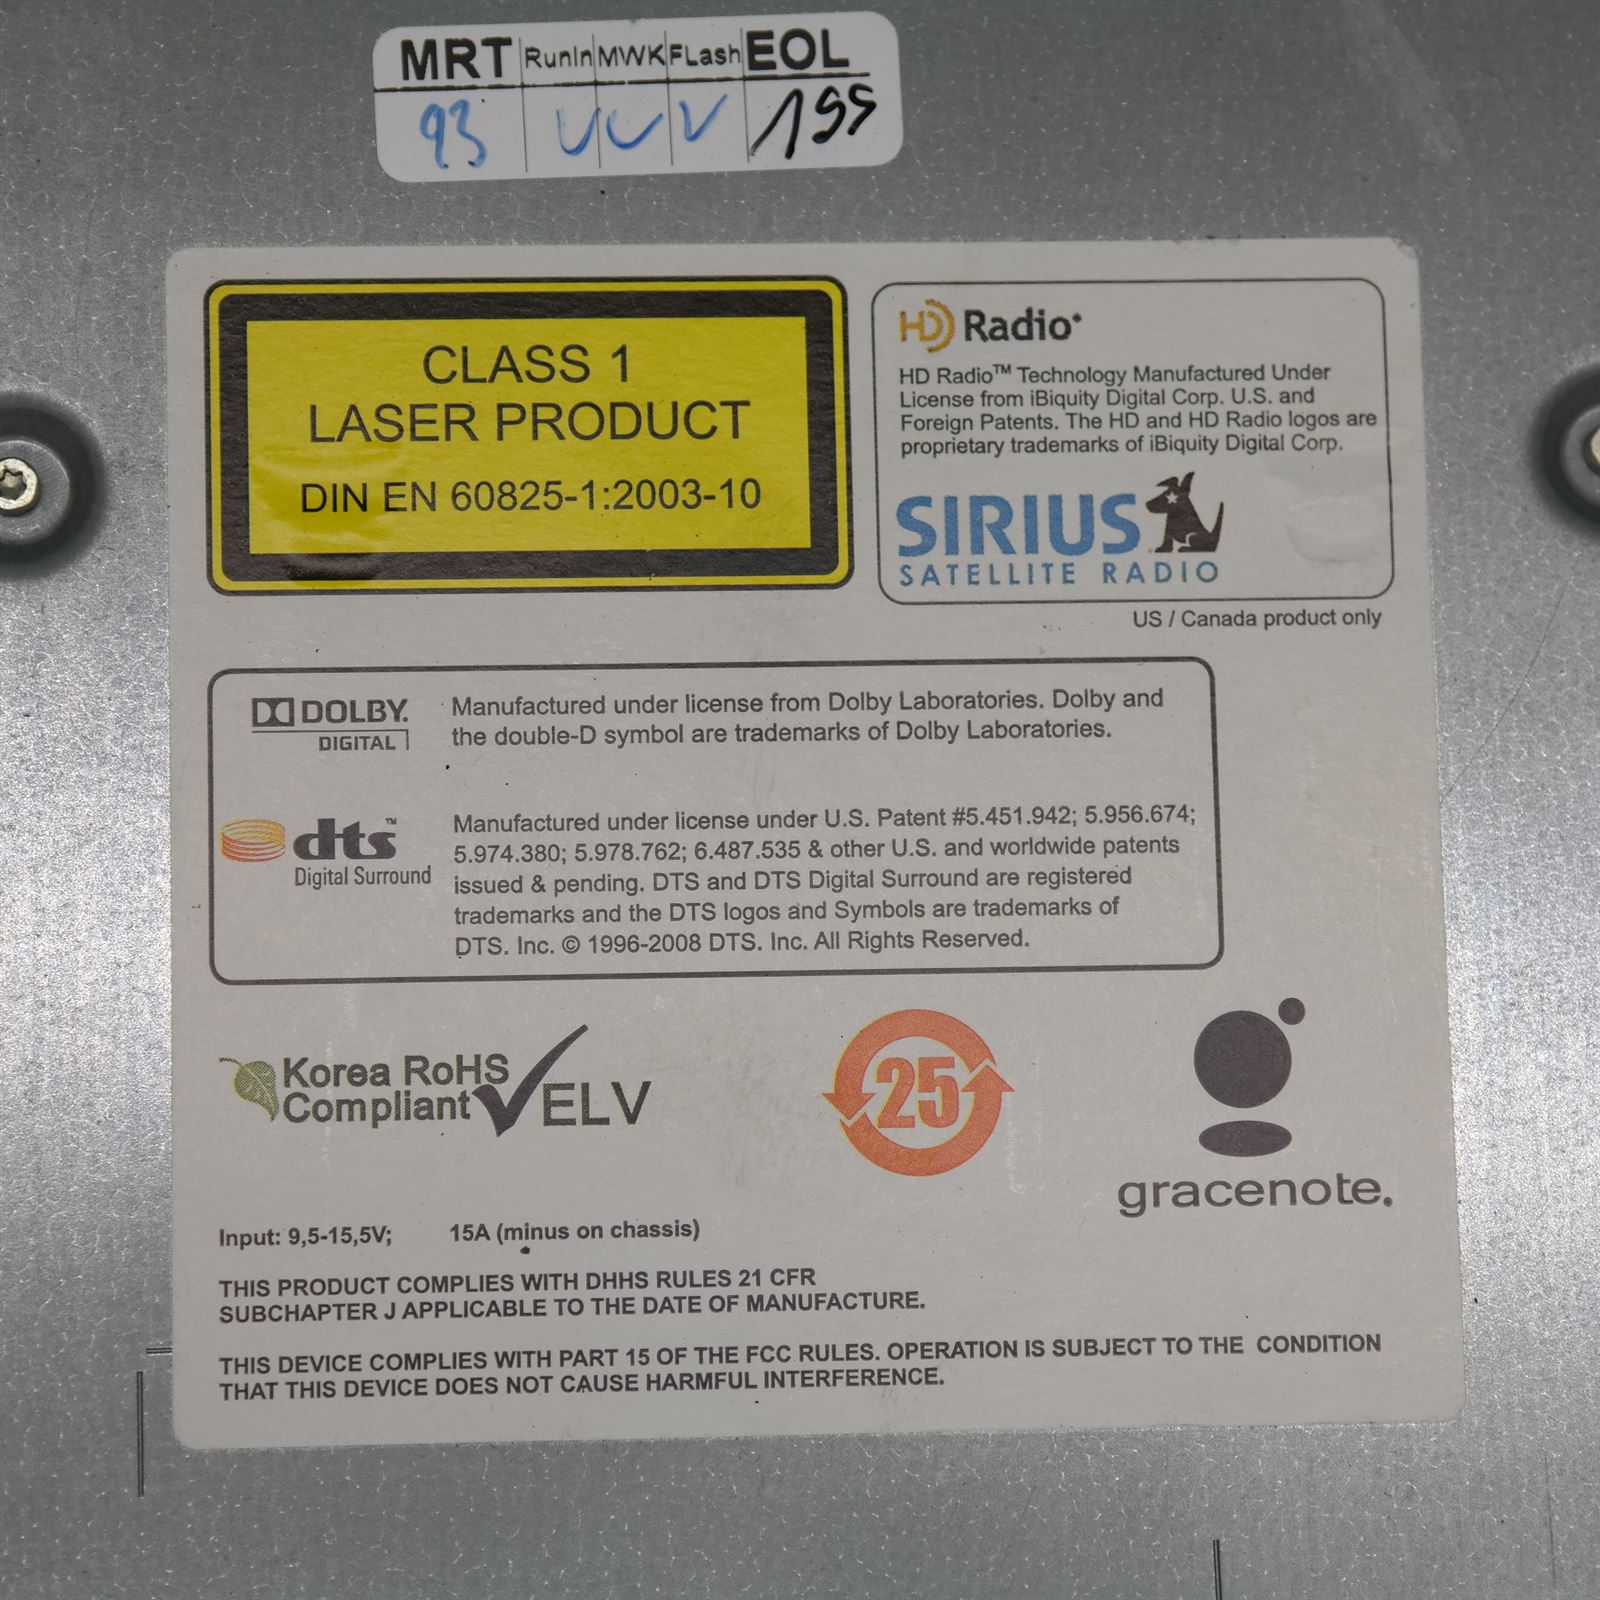 MRT RunIn MWK FLash EOL
93 V V V 199
CLASS 1
LASER PRODUCT
DIN EN 60825-1:2003-10
HD Radio
HD Radio™ Technology Manufactured Under
License from iBiquity Digital Corp. U.S. and
Foreign Patents. The HD and HD Radio logos are
proprietary trademarks of iBiquity Digital Corp.
SIRIUS
SATELLITE RADIO
US / Canada product only
DOLBY.
DIGITAL
Manufactured under license from Dolby Laboratories. Dolby and
the double-D symbol are trademarks of Dolby Laboratories.
dts™
Digital Surround
Manufactured under license under U.S. Patent #5.451.942; 5.956.674;
5.974.380; 5.978.762; 6.487.535 & other U.S. and worldwide patents
issued & pending. DTS and DTS Digital Surround are registered
trademarks and the DTS logos and Symbols are trademarks of
DTS. Inc. © 1996-2008 DTS. Inc. All Rights Reserved.
Korea RoHS
Compliant
ELV
25
gracenote.
Input: 9,5-15,5V; 15A (minus on chassis)
THIS PRODUCT COMPLIES WITH DHHS RULES 21 CFR
SUBCHAPTER J APPLICABLE TO THE DATE OF MANUFACTURE.
THIS DEVICE COMPLIES WITH PART 15 OF THE FCC RULES. OPERATION IS SUBJECT TO THE CONDITION
THAT THIS DEVICE DOES NOT CAUSE HARMFUL INTERFERENCE.